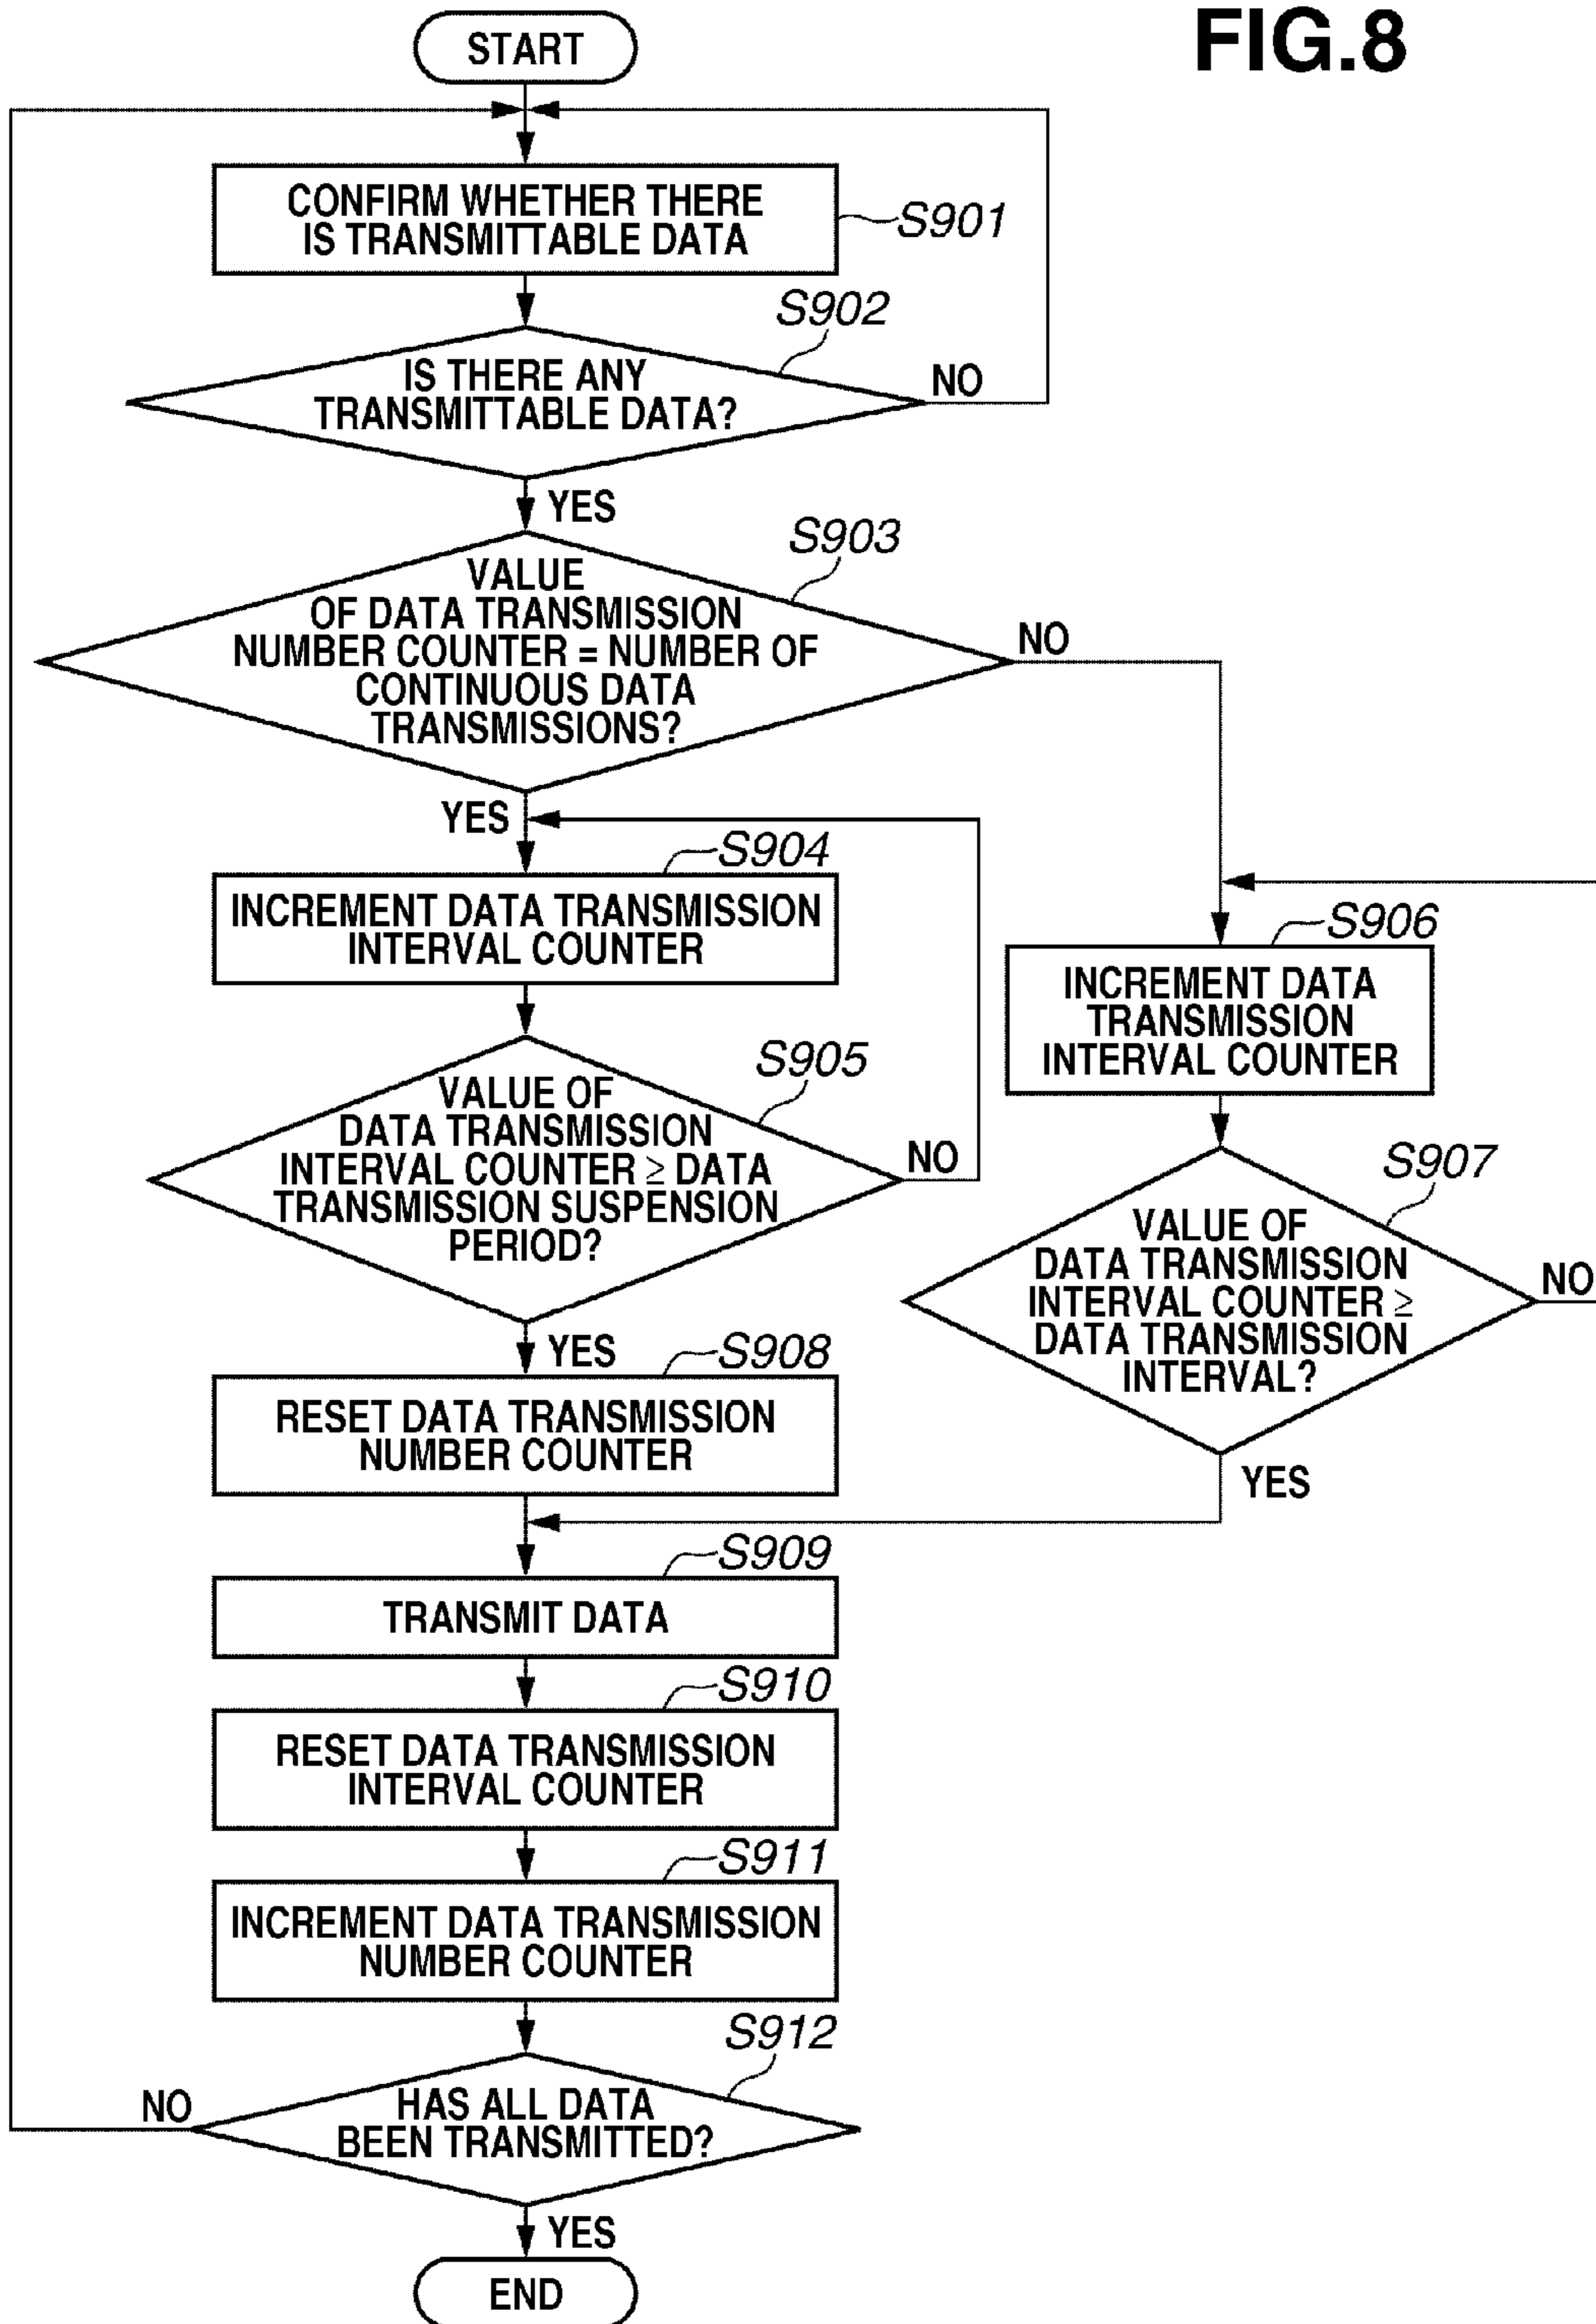 FIG.8
START
CONFIRM WHETHER THERE
IS TRANSMITTABLE DATA
S901
S902
IS THERE ANY
TRANSMITTABLE DATA?
NO
YES
S903
VALUE
OF DATA TRANSMISSION
NUMBER COUNTER = NUMBER OF
CONTINUOUS DATA
TRANSMISSIONS?
NO
YES
S904
INCREMENT DATA TRANSMISSION
INTERVAL COUNTER
S906
INCREMENT DATA
TRANSMISSION
INTERVAL COUNTER
S905
VALUE OF
DATA TRANSMISSION
INTERVAL COUNTER ≥ DATA
TRANSMISSION SUSPENSION
PERIOD?
NO
S907
VALUE OF
DATA TRANSMISSION
INTERVAL COUNTER ≥
DATA TRANSMISSION
INTERVAL?
NO
YES
S908
RESET DATA TRANSMISSION
NUMBER COUNTER
YES
S909
TRANSMIT DATA
S910
RESET DATA TRANSMISSION
INTERVAL COUNTER
S911
INCREMENT DATA TRANSMISSION
NUMBER COUNTER
S912
HAS ALL DATA
BEEN TRANSMITTED?
NO
YES
END